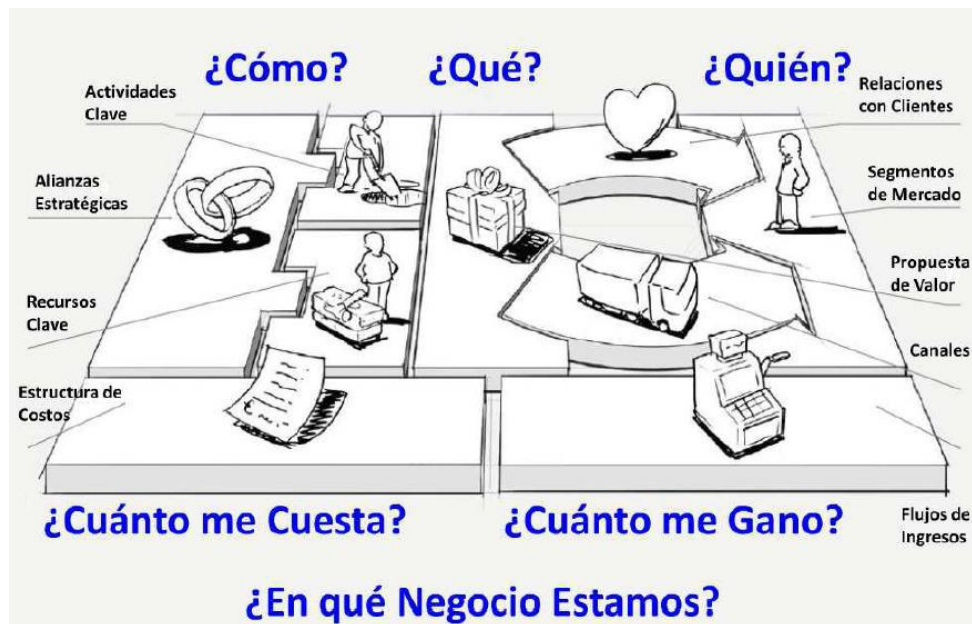 ¿Cómo?
¿Qué?
¿Quién?
Actividades
Clave
Relaciones
con Clientes
Alianzas
Estratégicas
Segmentos
de Mercado
Propuesta
de Valor
Recursos
Clave
Canales
Estructura de
Costos
¿Cuánto me Cuesta?
¿Cuánto me Gano?
Flujos de
Ingresos
¿En qué Negocio Estamos?